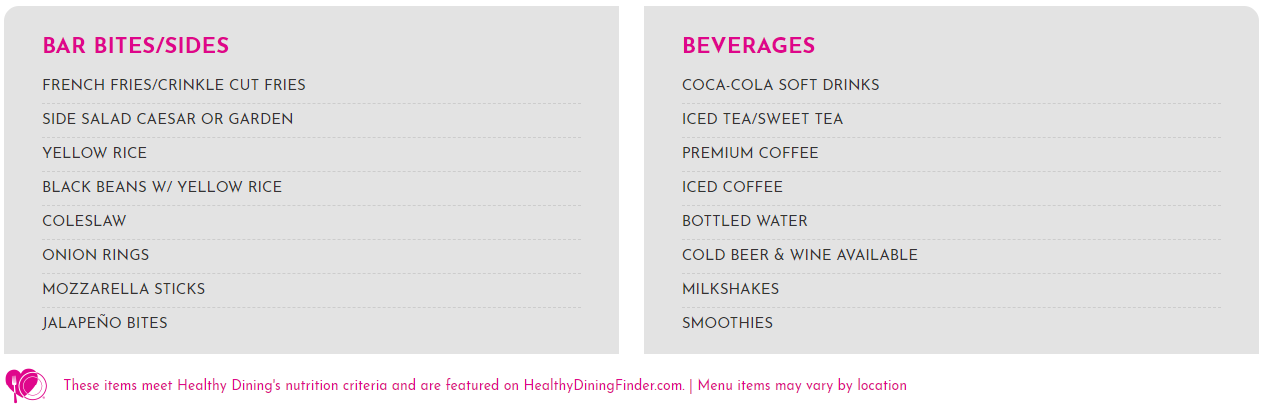 BAR BITES/SIDES
FRENCH FRIES/CRINKLE CUT FRIES
SIDE SALAD CAESAR OR GARDEN
YELLOW RICE
BLACK BEANS W/ YELLOW RICE
COLESLAW
ONION RINGS
MOZZARELLA STICKS
JALAPEÑO BITES
BEVERAGES
COCA-COLA SOFT DRINKS
ICED TEA/SWEET TEA
PREMIUM COFFEE
ICED COFFEE
BOTTLED WATER
COLD BEER & WINE AVAILABLE
MILKSHAKES
SMOOTHIES
These items meet Healthy Dining's nutrition criteria and are featured on HealthyDiningFinder.com. | Menu items may vary by location